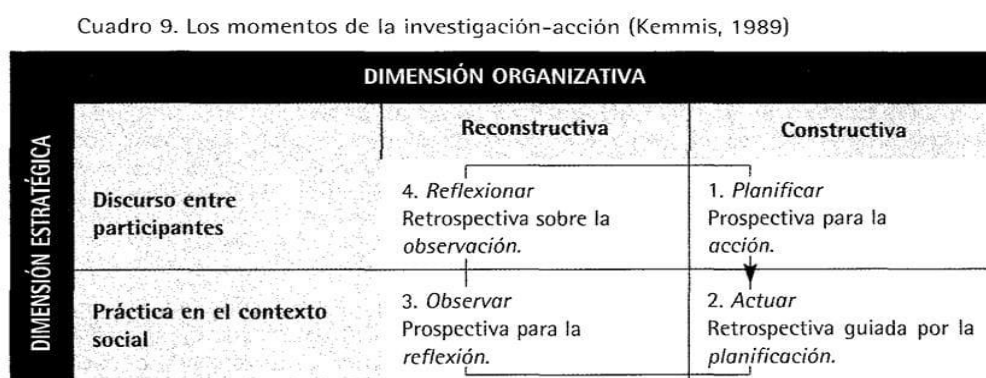 Cuadro 9. Los momentos de la investigación-acción (Kemmis, 1989)
DIMENSIÓN ORGANIZATIVA
DIMENSIÓN ESTRATÉGICA
Reconstructiva
Constructiva
Discurso entre
participantes
4. Reflexionar
Retrospectiva sobre la
observación.
1. Planificar
Prospectiva para la
acción.
Práctica en el contexto
social
3. Observar
Prospectiva para la
reflexión.
2. Actuar
Retrospectiva guiada por la
planificación.